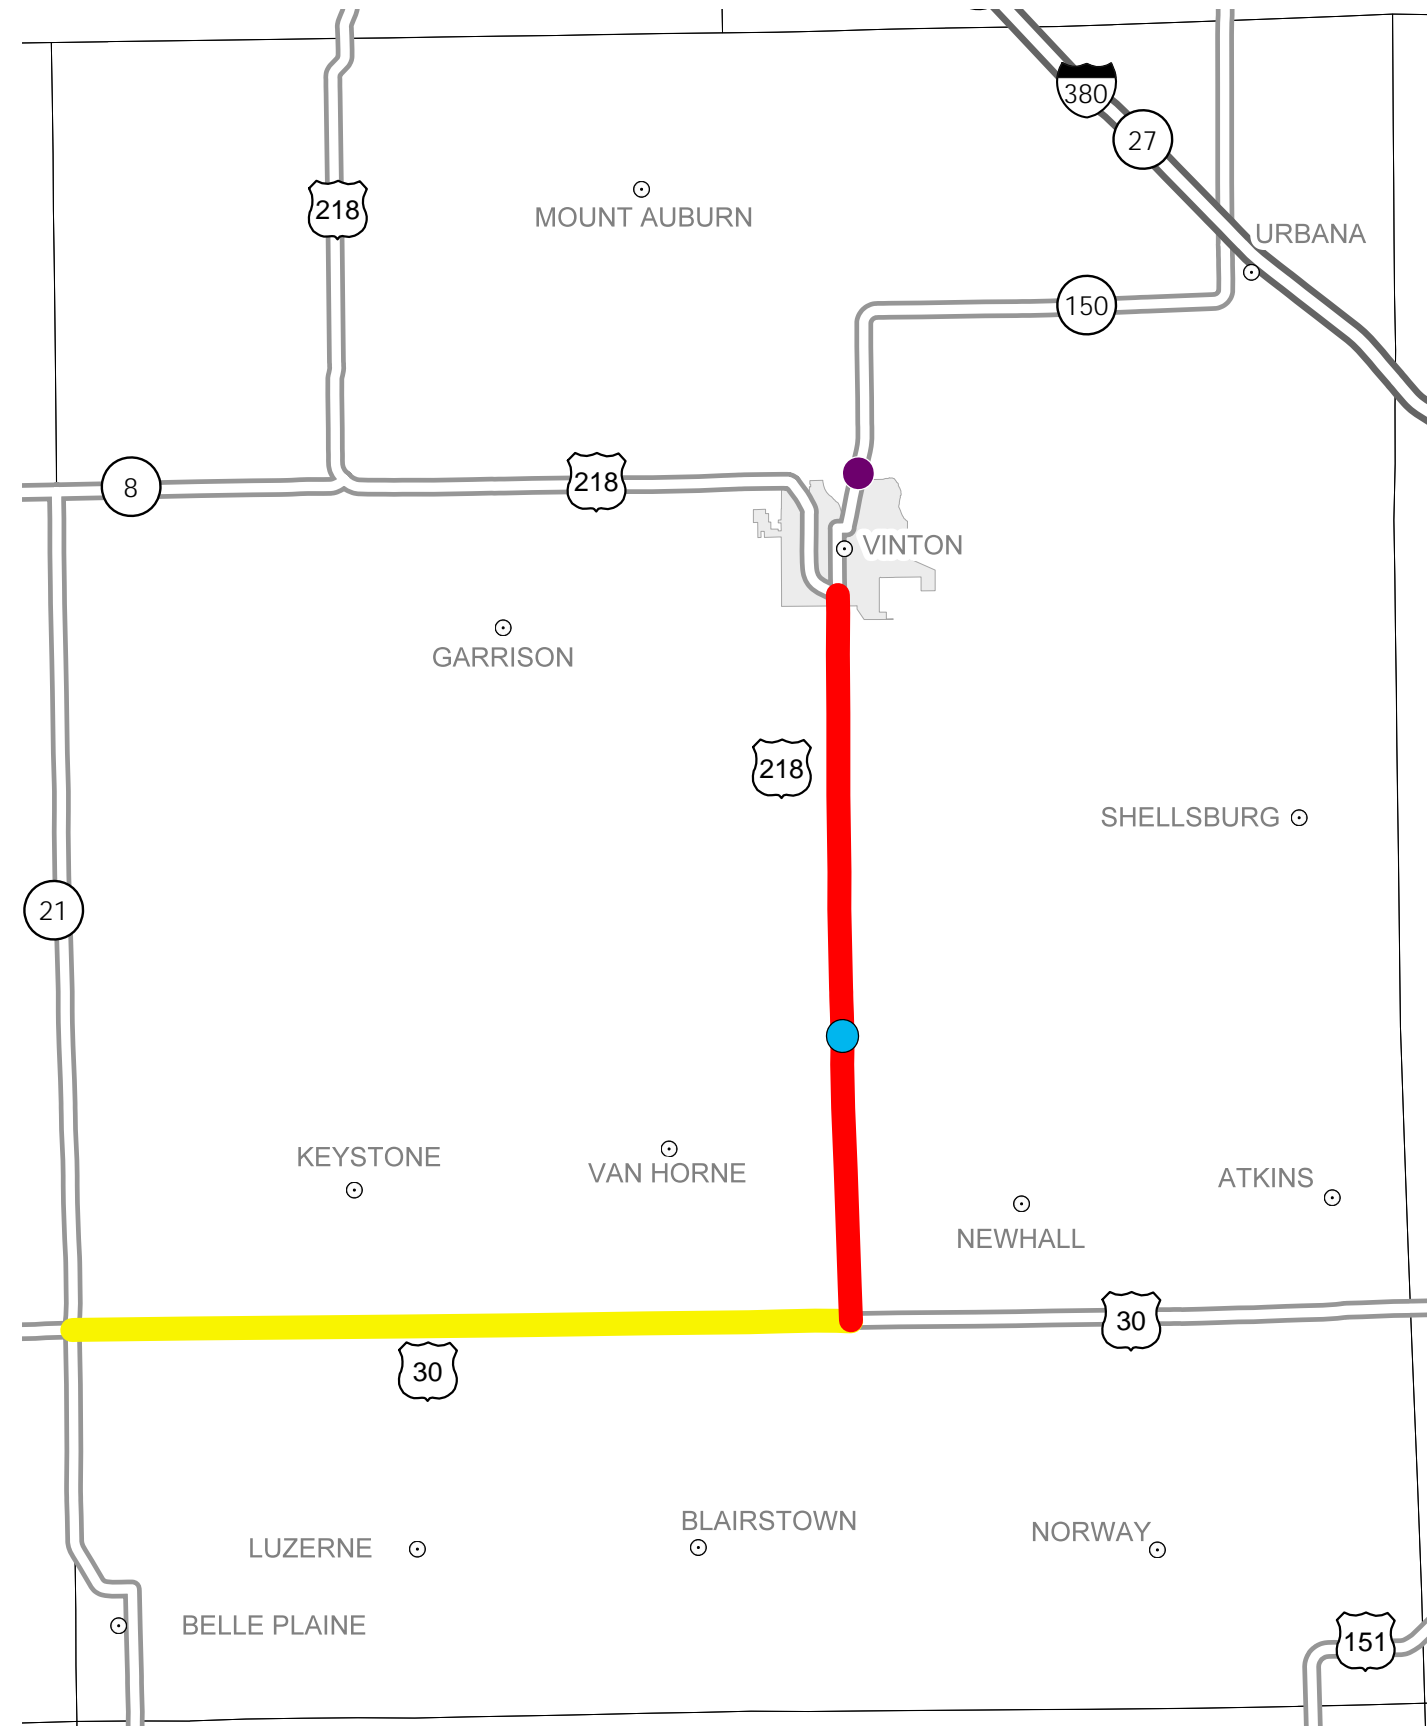 380
27
218
MOUNT AUBURN
URBANA
150
8
218
VINTON
GARRISON
218
SHELLSBURG
21
KEYSTONE
VAN HORNE
ATKINS
NEWHALL
30
30
BLAIRSTOWN
NORWAY
LUZERNE
BELLE PLAINE
151